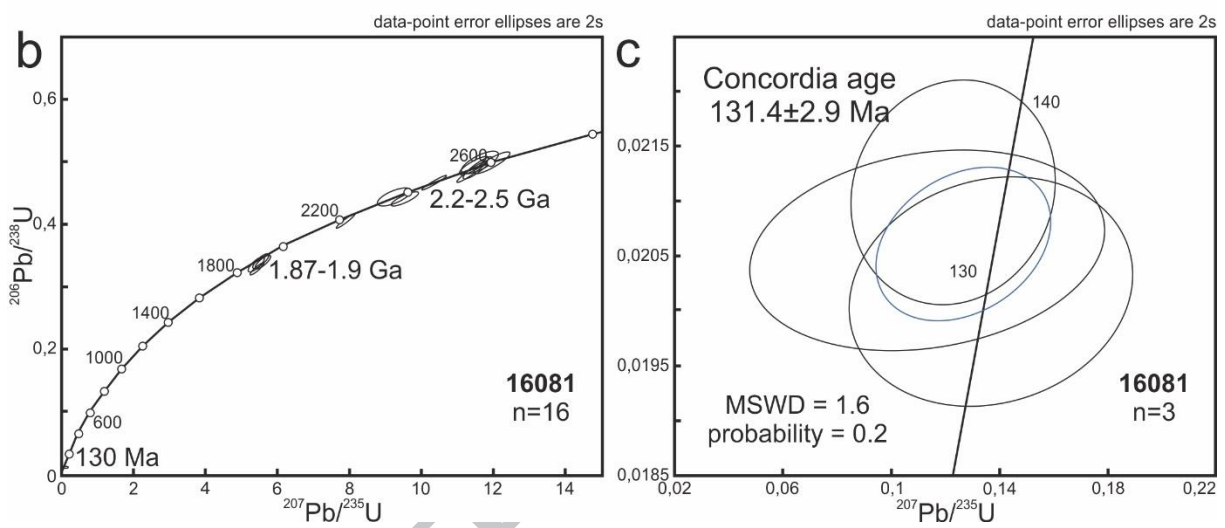 data-point error ellipses are 2s
b
0,6
0,4
0,2
0
206Pb/238U
2600
2200
2.2-2.5 Ga
1800
1.87-1.9 Ga
1400
1000
600
130 Ma
16081
n=16
0 2 4 6 8 10 12 14
207Pb/235U
data-point error ellipses are 2s
c
Concordia age
131.4±2.9 Ma
140
130
0,0215
0,0205
0,0195
0,0185
MSWD = 1.6
probability = 0.2
16081
n=3
0,02 0,06 0,10 0,14 0,18 0,22
207Pb/235U